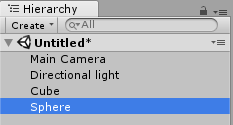 Hierarchy
Create All
Untitled*
Main Camera
Directional light
Cube
Sphere